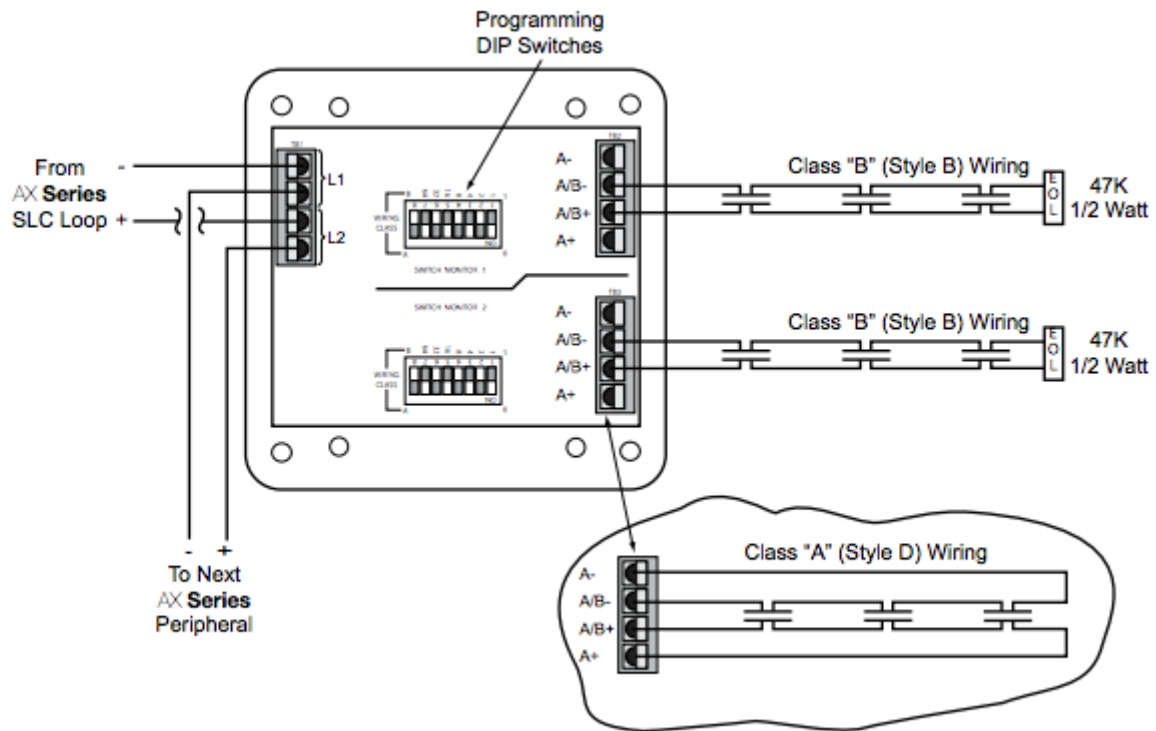 Programming
DIP Switches
TB1
From -
AX Series
SLC Loop +
L1
L2
WIRING
CLASS
A
B
NO
SWITCH MONITOR 1
SWITCH MONITOR 2
WIRING
CLASS
A
B
NO
TB2
A-
A/B-
A/B+
A+
Class "B" (Style B) Wiring
E
O
L
47K
1/2 Watt
TB3
A-
A/B-
A/B+
A+
Class "B" (Style B) Wiring
E
O
L
47K
1/2 Watt
- +
To Next
AX Series
Peripheral
Class "A" (Style D) Wiring
A-
A/B-
A/B+
A+